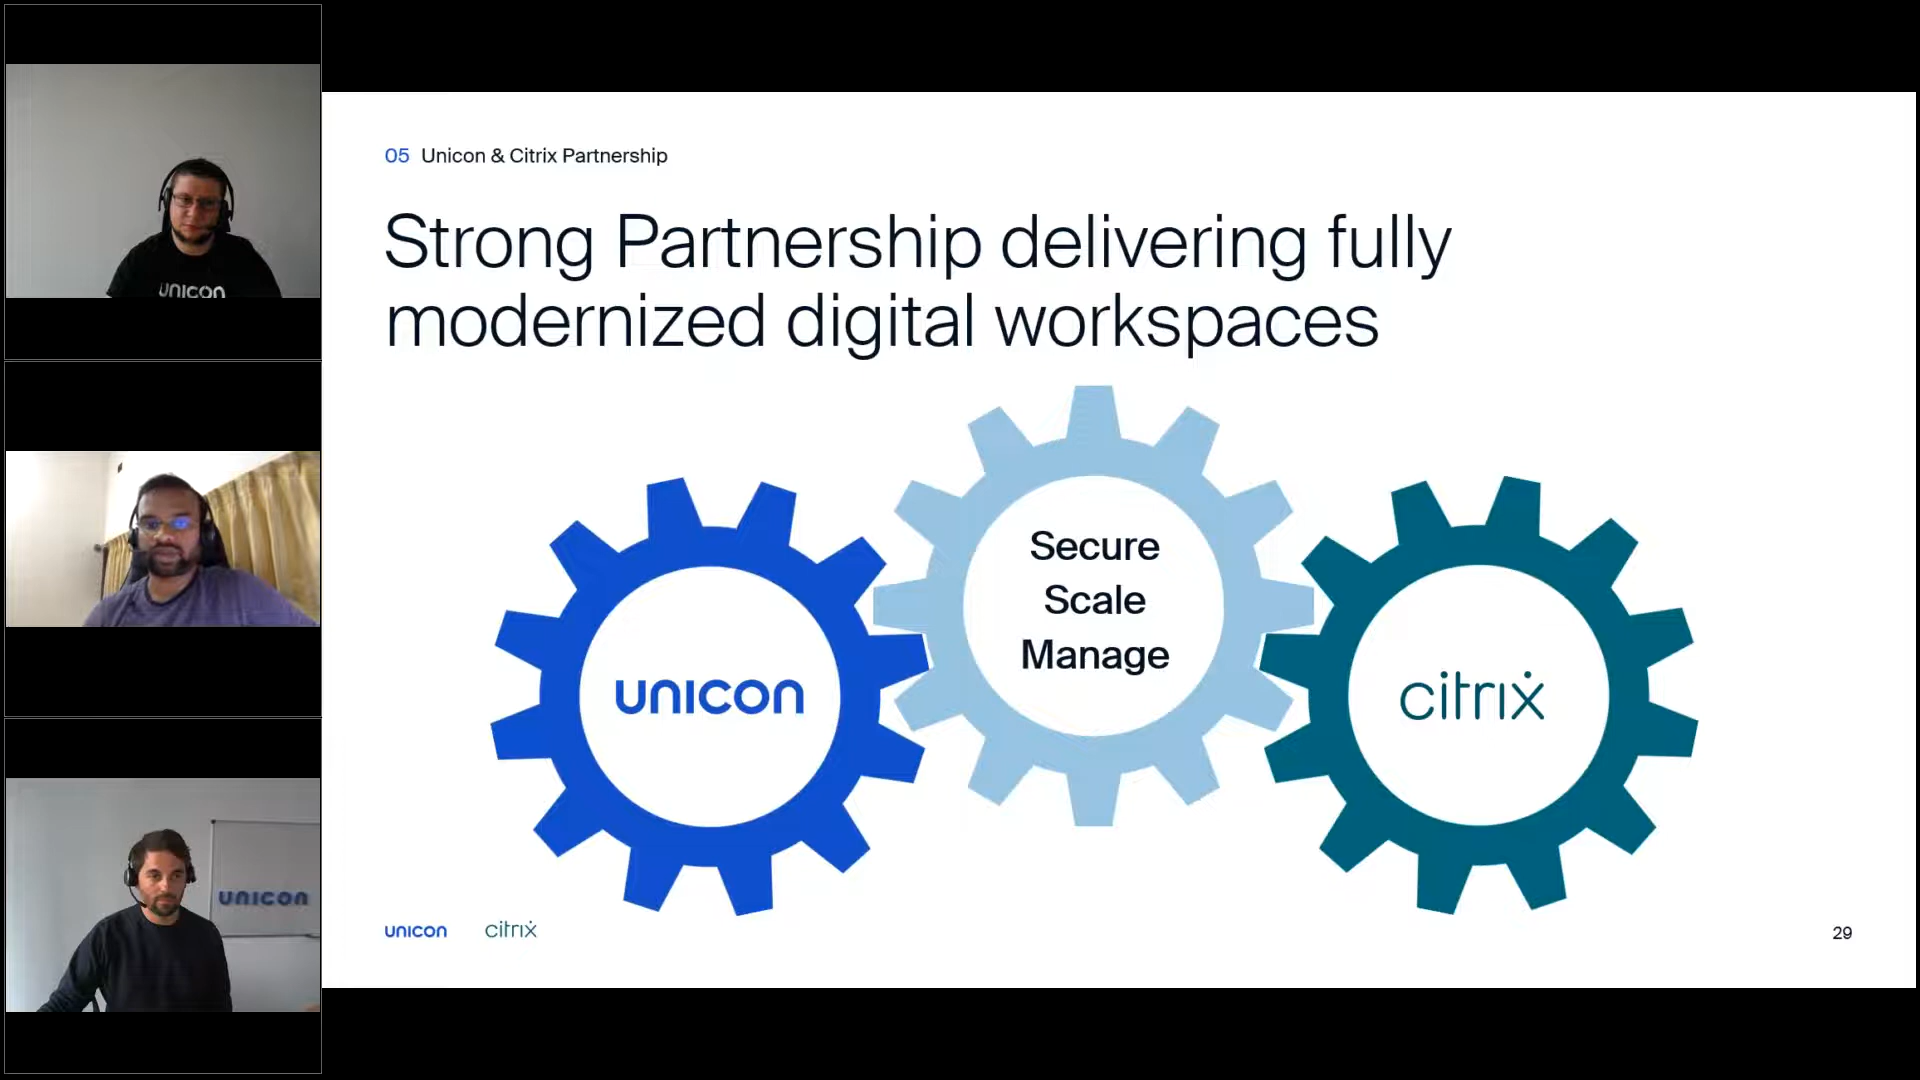 UNICON
UNICON
05 Unicon & Citrix Partnership
Strong Partnership delivering fully
modernized digital workspaces
Secure
Scale
Manage
UNICON
citrix
UNICON citrix
29